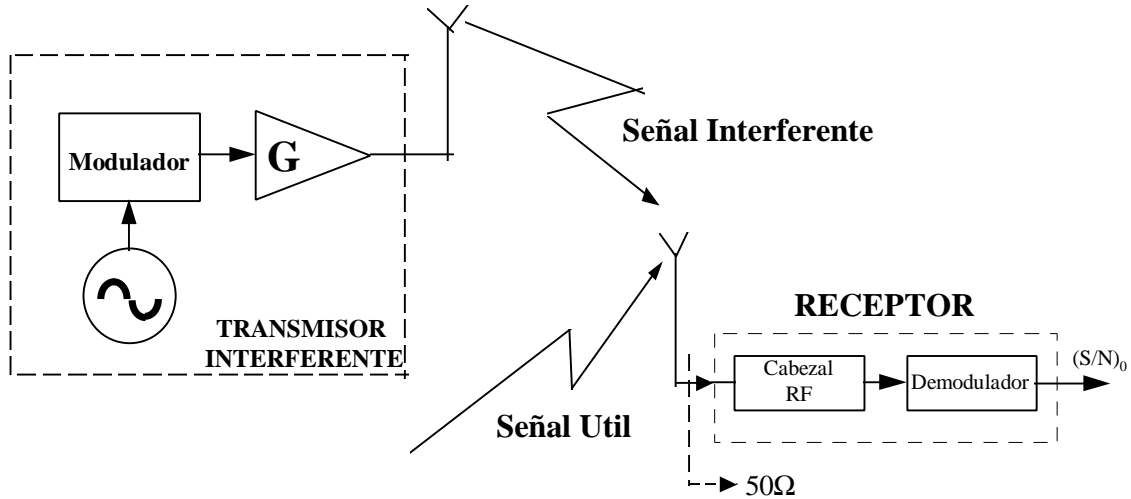 Modulador
G
TRANSMISOR
INTERFERENTE
Señal Interferente
Señal Util
RECEPTOR
Cabezal
RF
Demodulador
(S/N)₀
50Ω